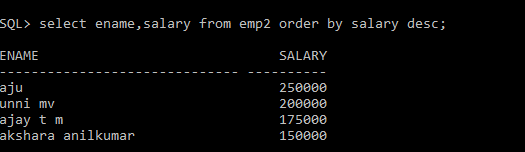 SQL> select ename,salary from emp2 order by salary desc;
ENAME SALARY
------------------------------ ----------
aju 250000
unni mv 200000
ajay t m 175000
akshara anilkumar 150000